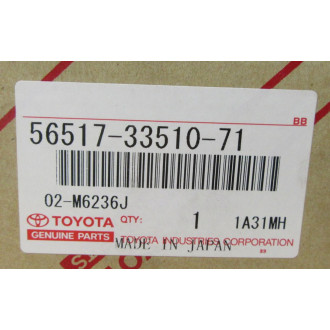 BB
56517-33510-71
02-M6236J
TOYOTA QTY: 1 1A31MH
GENUINE PARTS TOYOTA INDUSTRIES CORPORATION
MADE IN JAPAN